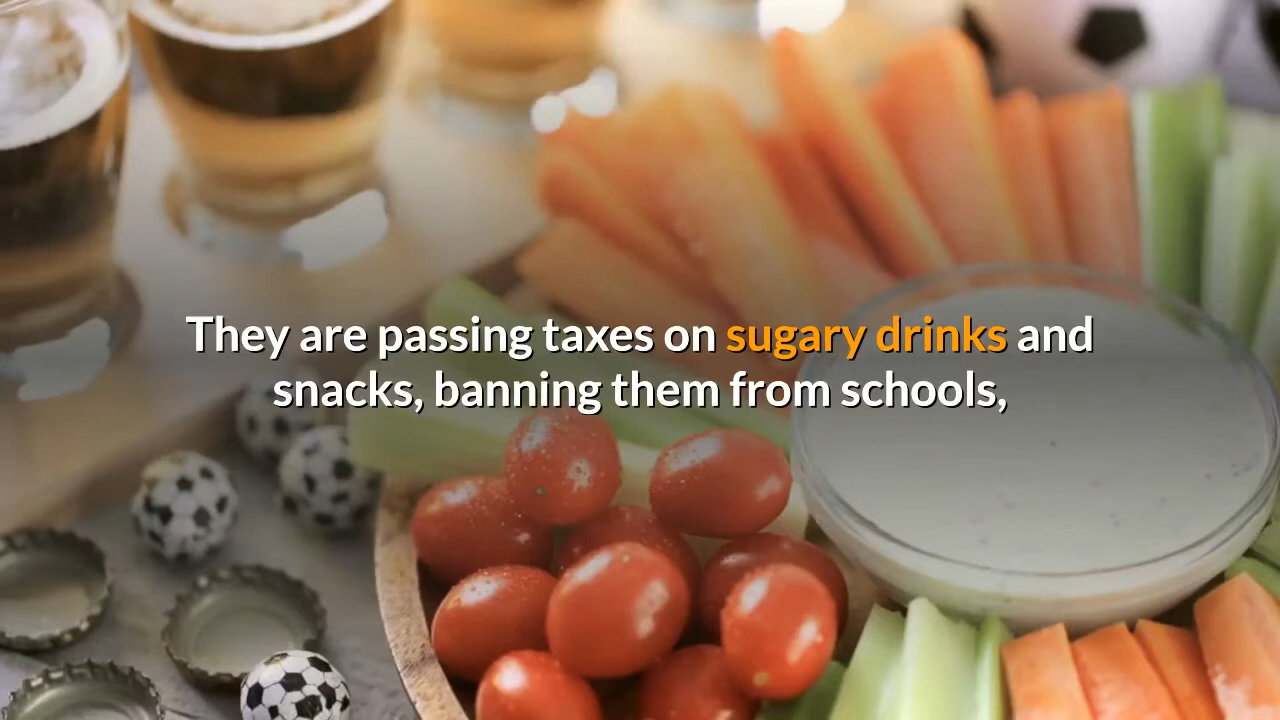 They are passing taxes on sugary drinks and
snacks, banning them from schools,